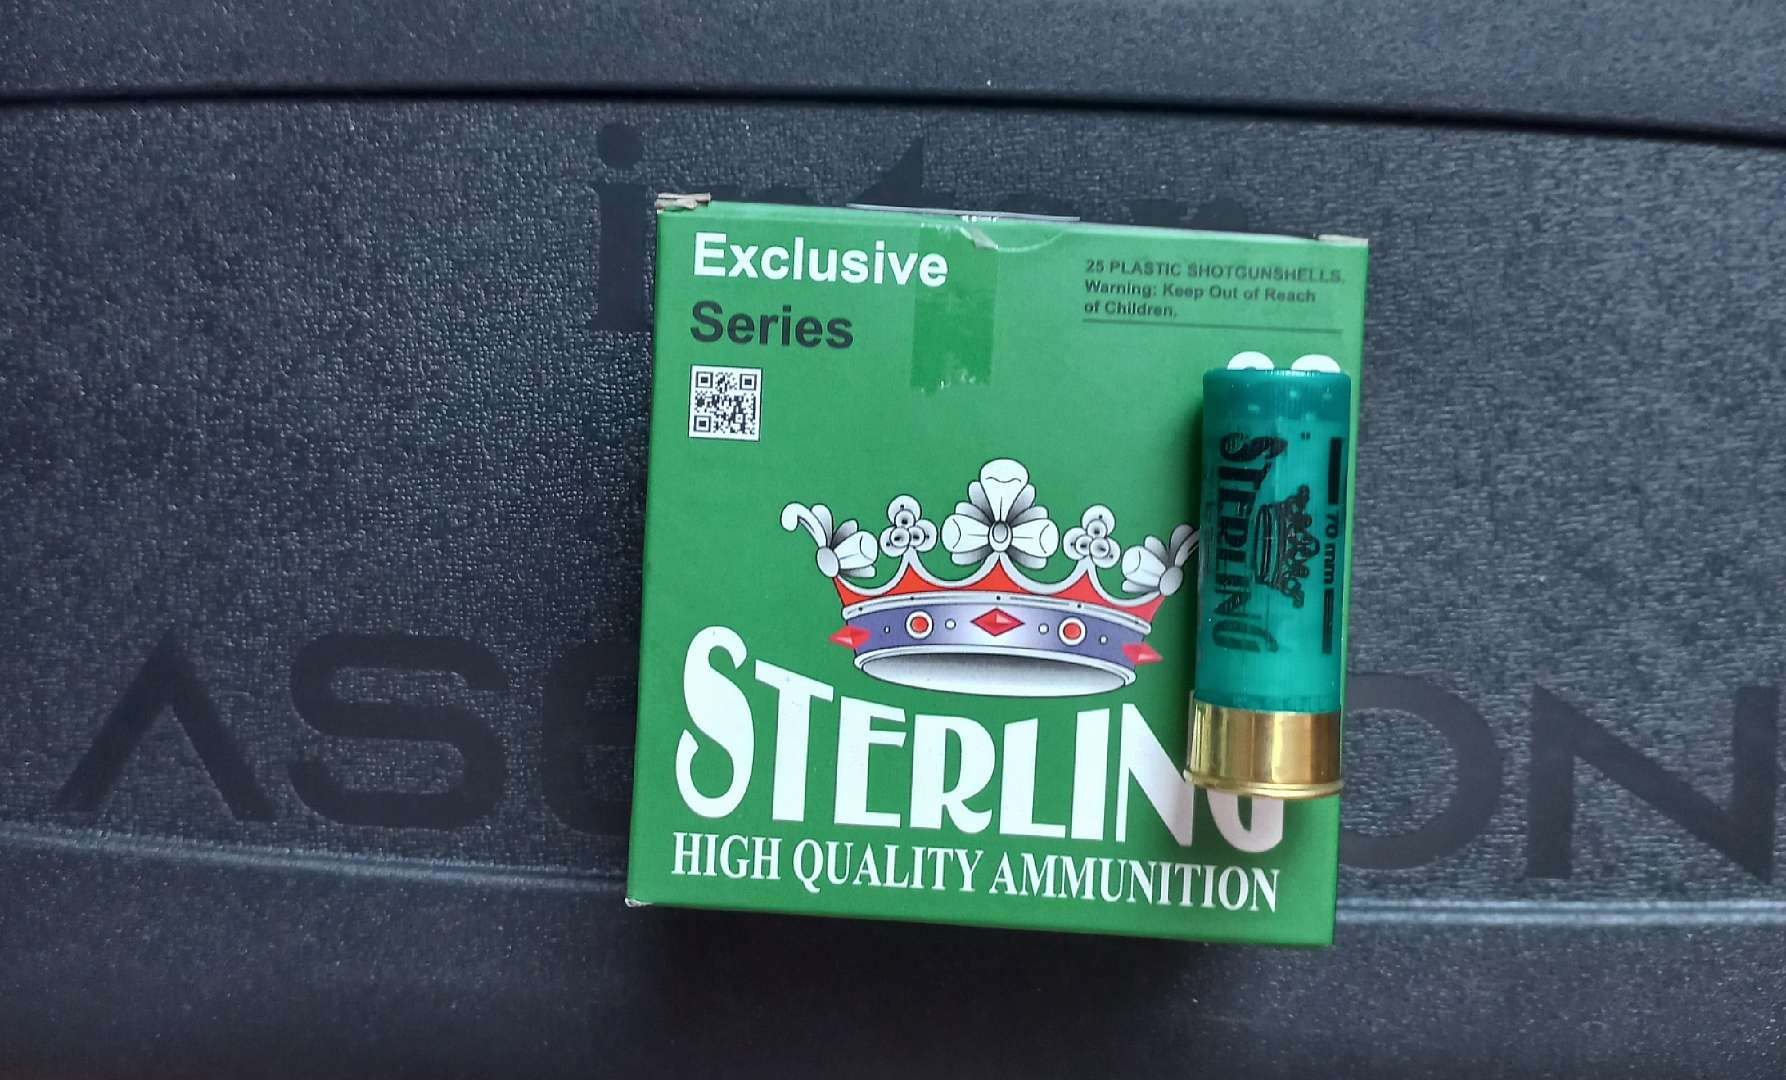 Exclusive
Series
25 PLASTIC SHOTGUNSHELLS.
Warning: Keep Out of Reach
of Children.
STERLING
70 mm
STERLING
HIGH QUALITY AMMUNITION